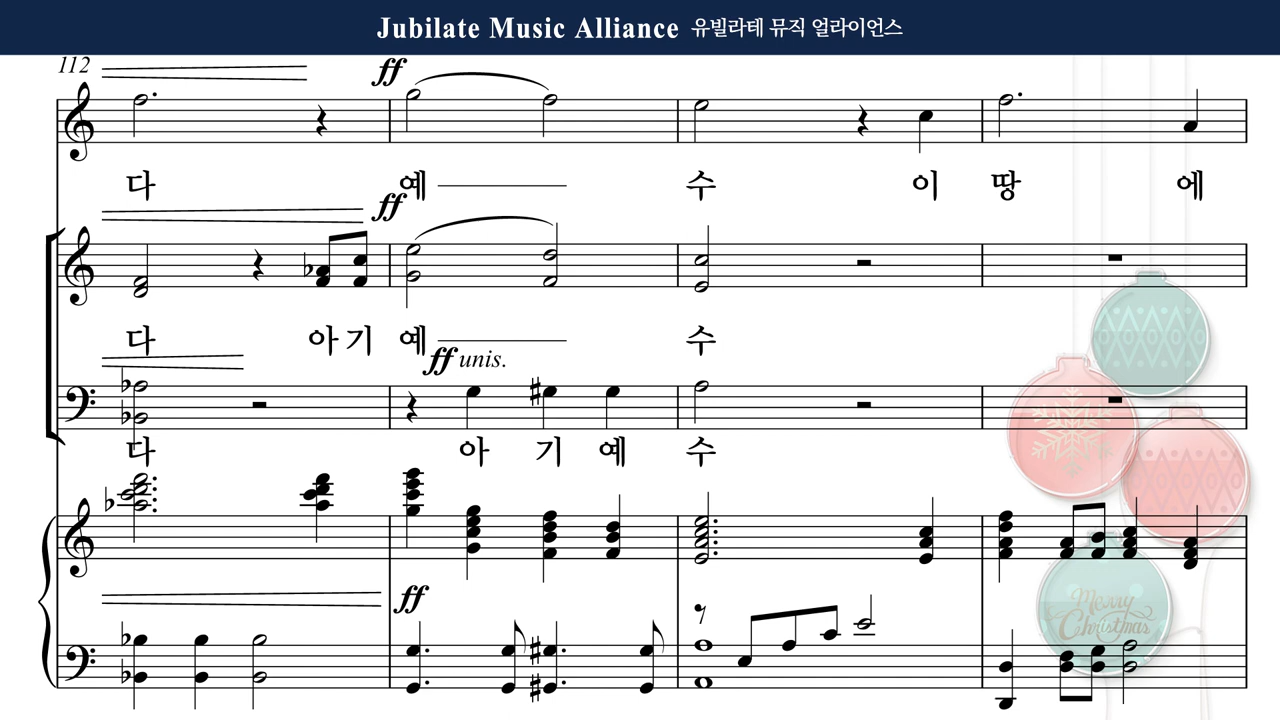 Jubilate Music Alliance 유빌라테 뮤직 얼라이언스
112
ff
다 예 수 이 땅 에
ff
다 아 기 예 수
ff unis.
다 아 기 예 수
ff
Merry
Christmas